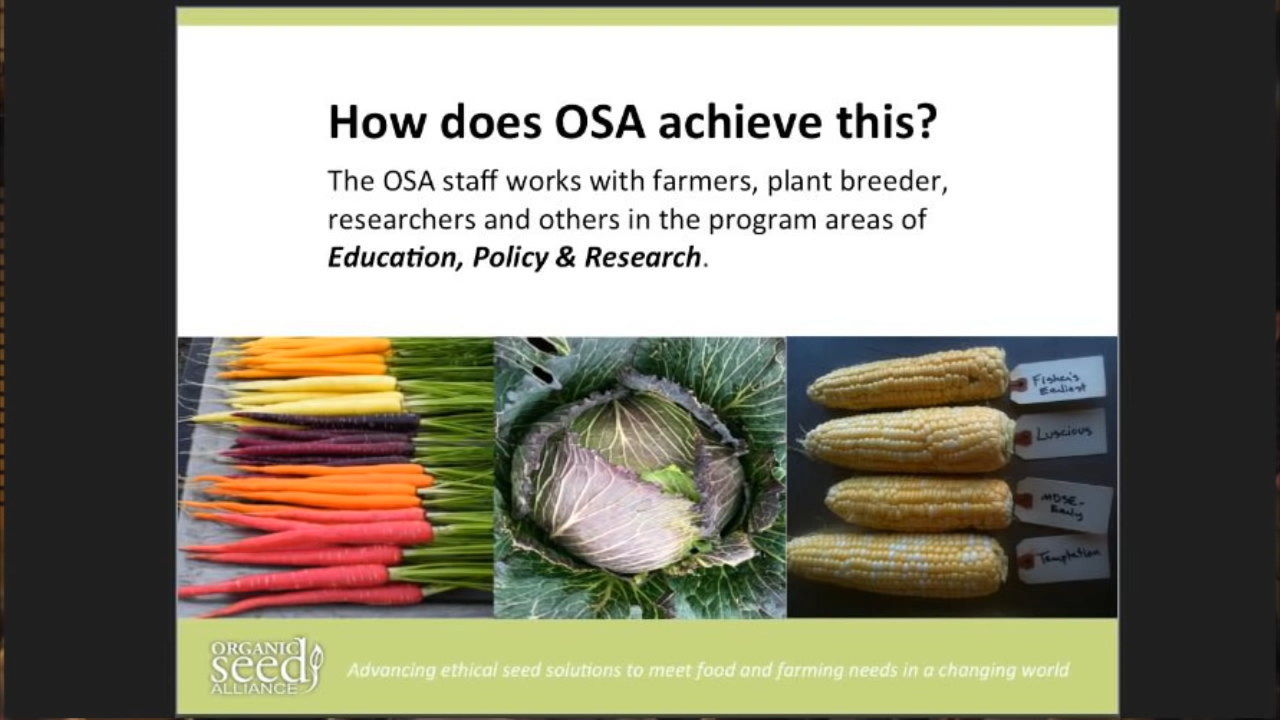 How does OSA achieve this?
The OSA staff works with farmers, plant breeder,
researchers and others in the program areas of
Education, Policy & Research.
Fisher's
Earliest
Luscious
MDSE-
Early
Temptation
ORGANIC
seed
ALLIANCE
Advancing ethical seed solutions to meet food and farming needs in a changing world